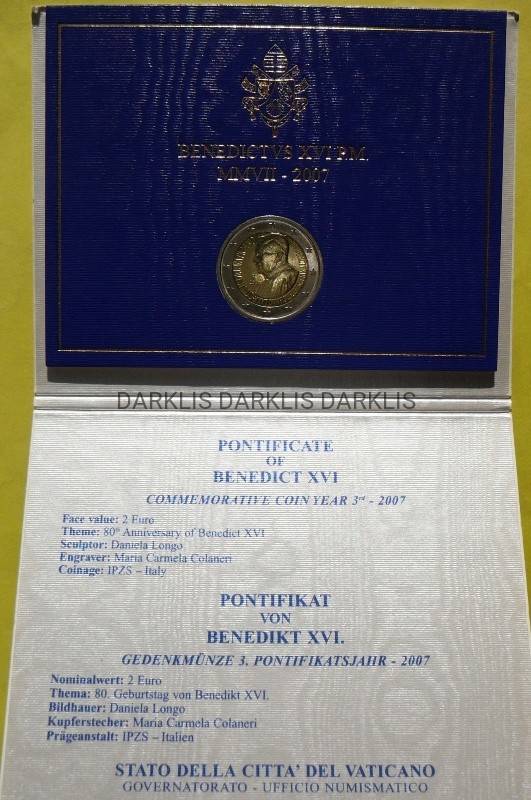 BENEDICTVS XVI P.M.
MMVII - 2007
DARKLIS DARKLIS DARKLIS
PONTIFICATE
OF
BENEDICT XVI
COMMEMORATIVE COIN YEAR 3rd - 2007
Face value: 2 Euro
Theme: 80th Anniversary of Benedict XVI
Sculptor: Daniela Longo
Engraver: Maria Carmela Colaneri
Coinage: IPZS – Italy
PONTIFIKAT
VON
BENEDIKT XVI.
GEDENKMÜNZE 3. PONTIFIKATSJAHR - 2007
Nominalwert: 2 Euro
Thema: 80. Geburtstag von Benedikt XVI.
Bildhauer: Daniela Longo
Kupferstecher: Maria Carmela Colaneri
Prägeanstalt: IPZS – Italien
STATO DELLA CITTA' DEL VATICANO
GOVERNATORATO - UFFICIO NUMISMATICO